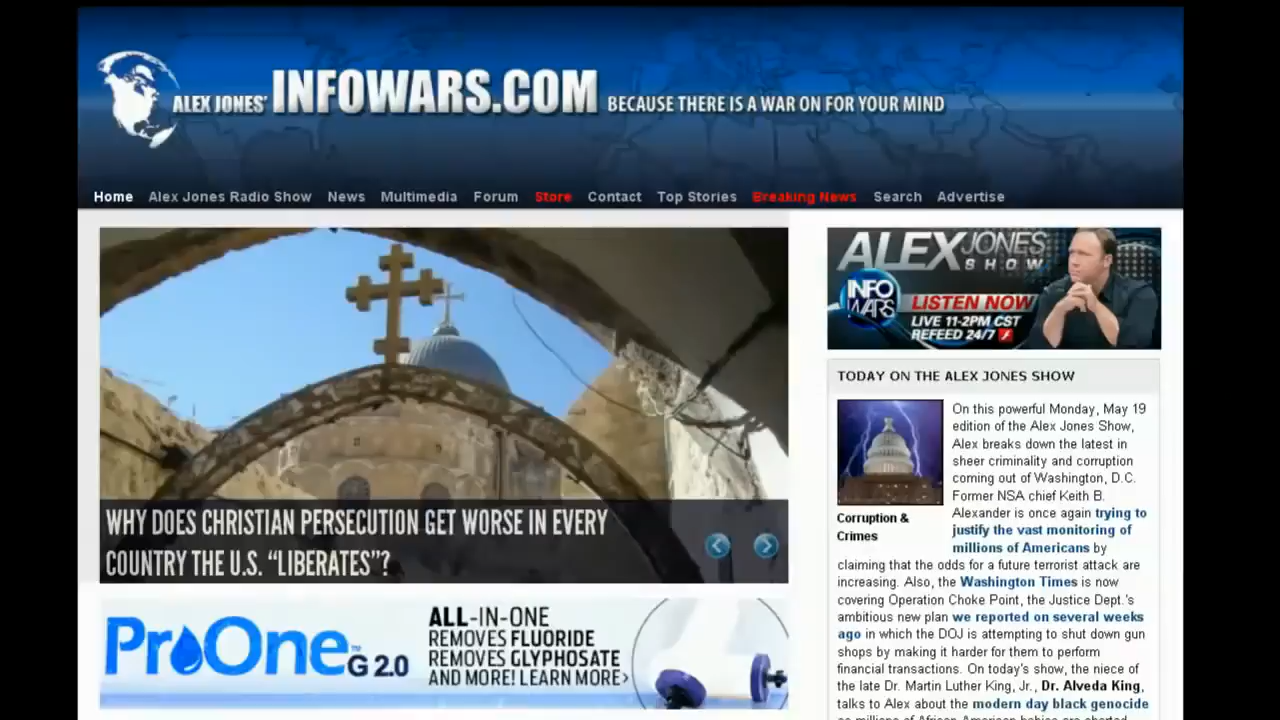 ALEX JONES' INFOWARS.COM BECAUSE THERE IS A WAR ON FOR YOUR MIND
Home Alex Jones Radio Show News Multimedia Forum Store Contact Top Stories Breaking News Search Advertise
WHY DOES CHRISTIAN PERSECUTION GET WORSE IN EVERY
COUNTRY THE U.S. “LIBERATES”?
ProOne™ G 2.0
ALL-IN-ONE
REMOVES FLUORIDE
REMOVES GLYPHOSATE
AND MORE! LEARN MORE›
ALEX JONES
SHOW
INFO
WARS
LISTEN NOW
LIVE 11-2PM CST
REFEED 24/7
TODAY ON THE ALEX JONES SHOW
Corruption &
Crimes
On this powerful Monday, May 19
edition of the Alex Jones Show,
Alex breaks down the latest in
sheer criminality and corruption
coming out of Washington, D.C.
Former NSA chief Keith B.
Alexander is once again trying to
justify the vast monitoring of
millions of Americans by
claiming that the odds for a future terrorist attack are
increasing. Also, the Washington Times is now
covering Operation Choke Point, the Justice Dept.'s
ambitious new plan we reported on several weeks
ago in which the DOJ is attempting to shut down gun
shops by making it harder for them to perform
financial transactions. On today's show, the niece of
the late Dr. Martin Luther King, Jr., Dr. Alveda King,
talks to Alex about the modern day black genocide